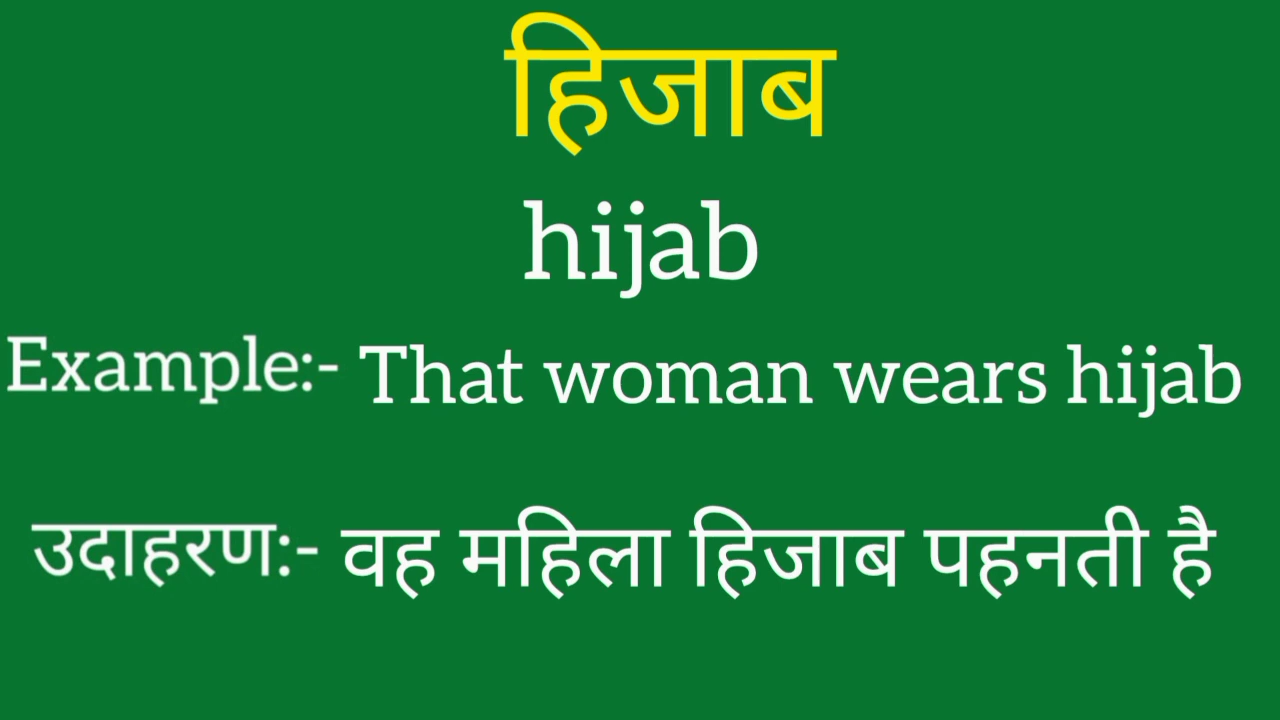 हिजाब
hijab
Example:- That woman wears hijab
उदाहरण:- वह महिला हिजाब पहनती है